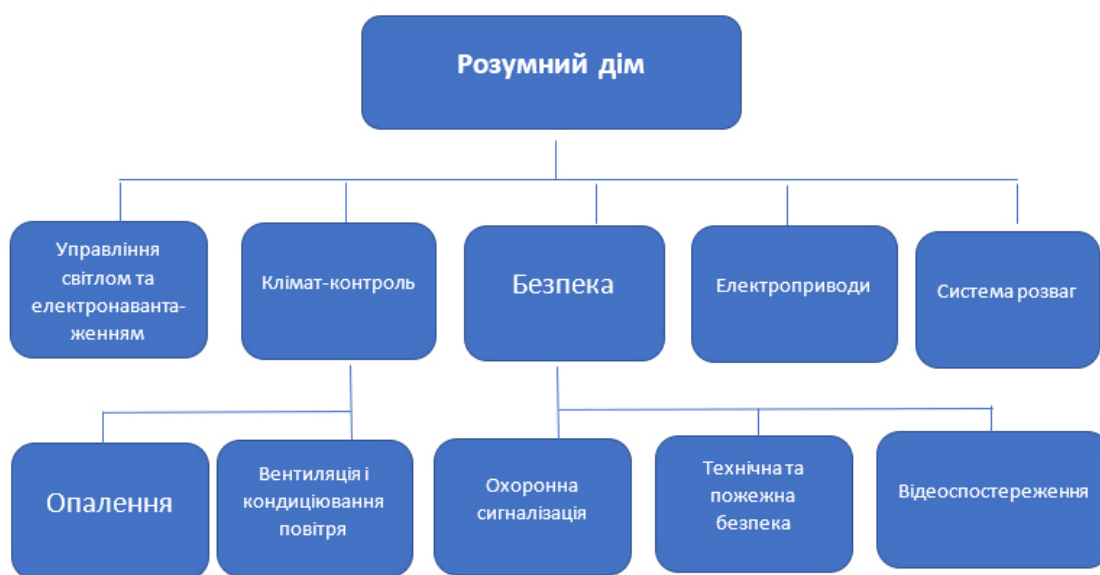 Розумний дім
Управління
світлом та
електронаванта-
женням
Клімат-контроль
Безпека
Електроприводи
Система розваг
Опалення
Вентиляція і
кондиціювання
повітря
Охоронна
сигналізація
Технічна та
пожежна
безпека
Відеоспостереження